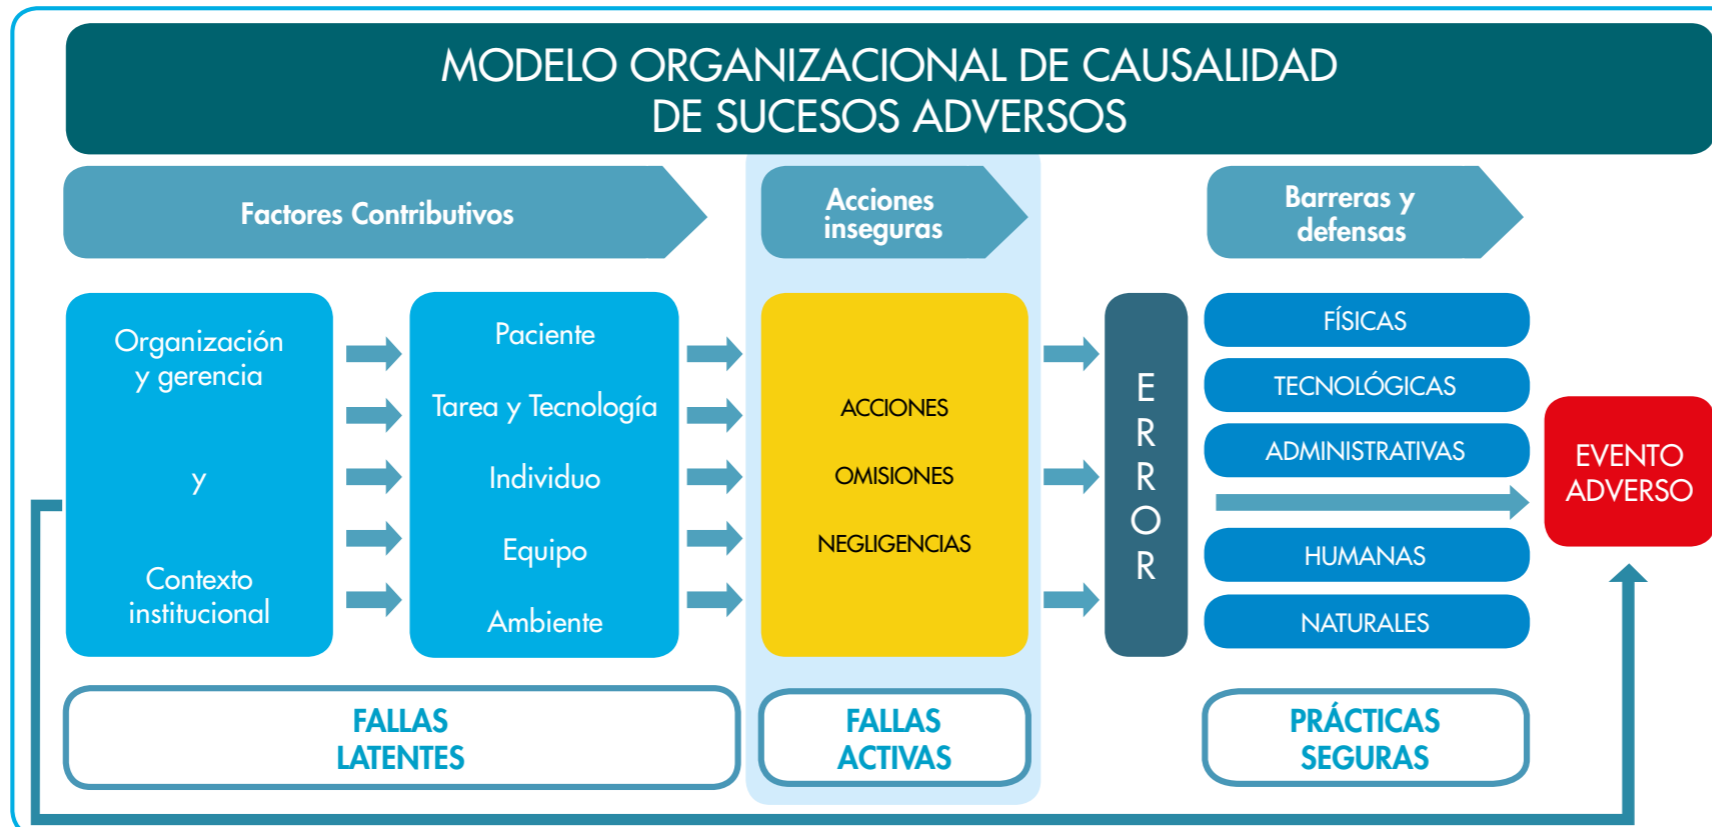 MODELO ORGANIZACIONAL DE CAUSALIDAD
DE SUCESOS ADVERSOS
Factores Contributivos
Acciones
inseguras
Barreras y
defensas
Organización
y gerencia
y
Contexto
institucional
Paciente
Tarea y Tecnología
Individuo
Equipo
Ambiente
ACCIONES
OMISIONES
NEGLIGENCIAS
ERROR
FÍSICAS
TECNOLÓGICAS
ADMINISTRATIVAS
HUMANAS
NATURALES
EVENTO
ADVERSO
FALLAS
LATENTES
FALLAS
ACTIVAS
PRÁCTICAS
SEGURAS